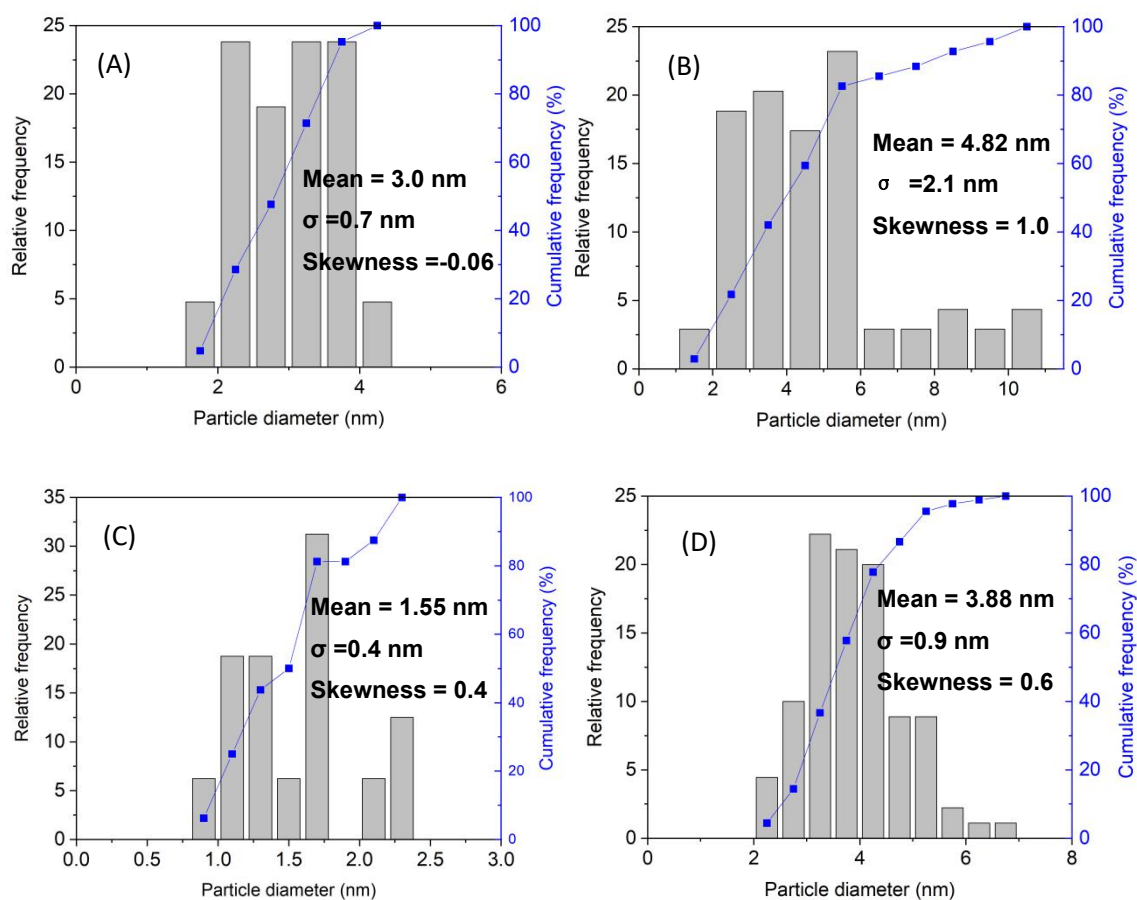 (A)
Relative frequency
25
20
15
10
5
0
Mean = 3.0 nm
σ =0.7 nm
Skewness =-0.06
100
80
60
40
20
0
Cumulative frequency (%)
0 2 4 6
Particle diameter (nm)
(B)
Relative frequency
25
20
15
10
5
0
Mean = 4.82 nm
σ =2.1 nm
Skewness = 1.0
100
80
60
40
20
0
Cumulative frequency (%)
0 2 4 6 8 10
Particle diameter (nm)
(C)
Relative frequency
35
30
25
20
15
10
5
0
Mean = 1.55 nm
σ =0.4 nm
Skewness = 0.4
100
80
60
40
20
0
Cumulative frequency (%)
0.0 0.5 1.0 1.5 2.0 2.5 3.0
Particle diameter (nm)
(D)
Relative frequency
25
20
15
10
5
0
Mean = 3.88 nm
σ =0.9 nm
Skewness = 0.6
100
80
60
40
20
0
Cumulative frequency (%)
0 2 4 6 8
Particle diameter (nm)